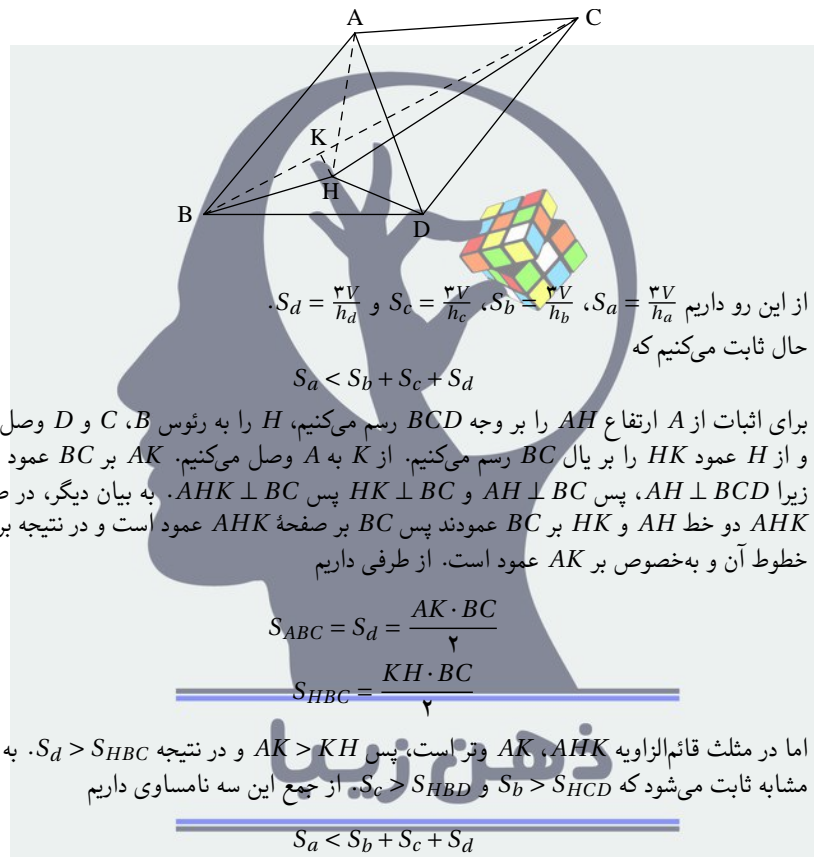 A
C
K
H
B
D
از این رو داریم $S_a = \frac{۳V}{h_a}$، $S_b = \frac{۳V}{h_b}$، $S_c = \frac{۳V}{h_c}$ و $S_d = \frac{۳V}{h_d}$.
حال ثابت می‌کنیم که
$S_a < S_b + S_c + S_d$
برای اثبات از A ارتفاع AH را بر وجه BCD رسم می‌کنیم، H را به رئوس B، C و D وصل
و از H عمود HK را بر یال BC رسم می‌کنیم. از K به A وصل می‌کنیم. AK بر BC عمود
زیرا AH ⊥ BCD، پس AH ⊥ BC و HK ⊥ BC پس AHK ⊥ BC. به بیان دیگر، در
AHK دو خط AH و HK بر BC عمودند پس BC بر صفحهٔ AHK عمود است و در نتیجه بر
خطوط آن و به‌خصوص بر AK عمود است. از طرفی داریم
$S_{ABC} = S_d = \frac{AK \cdot BC}{۲}$
$S_{HBC} = \frac{KH \cdot BC}{۲}$
اما در مثلث قائم‌الزاویه AHK، AK وتر است، پس AK > KH و در نتیجه $S_d > S_{HBC}$. به
مشابه ثابت می‌شود که $S_b > S_{HCD}$ و $S_c > S_{HBD}$. از جمع این سه نامساوی داریم
$S_a < S_b + S_c + S_d$
ذهن زیبا